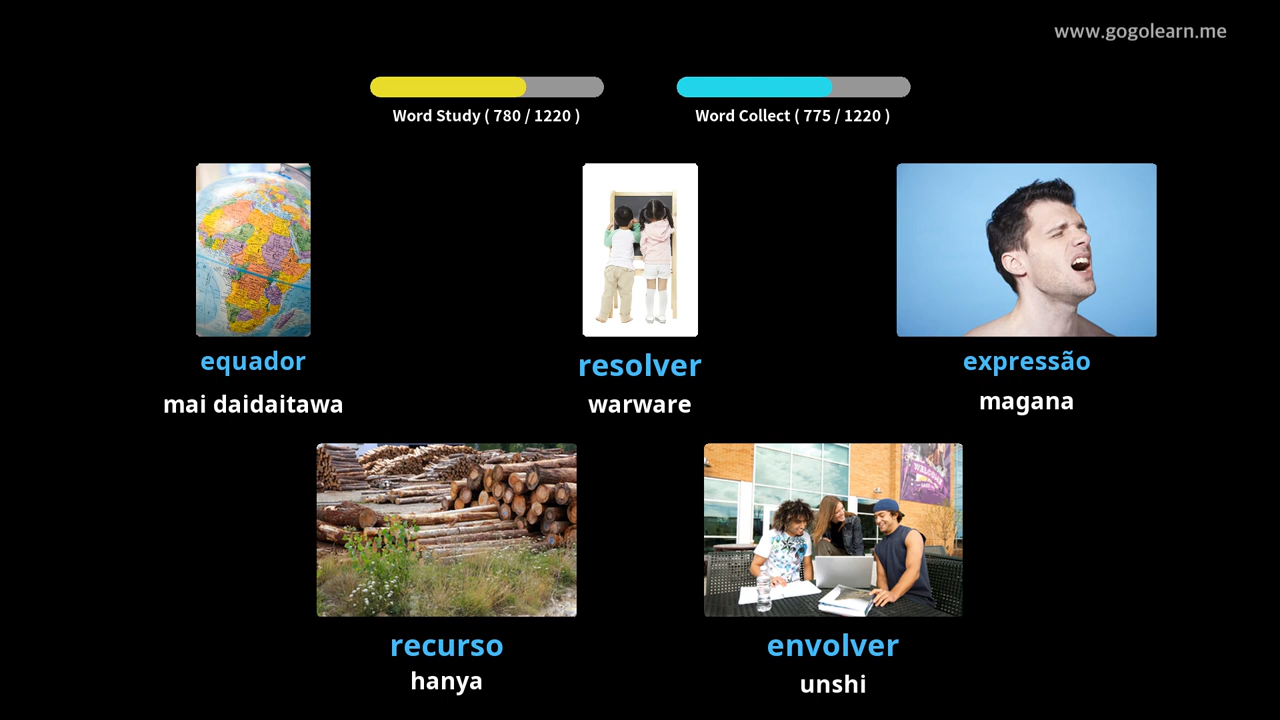 www.gogolearn.me
Word Study ( 780 / 1220 )
Word Collect ( 775 / 1220 )
equador
mai daidaitawa
resolver
warware
expressão
magana
WELCOME
recurso
hanya
envolver
unshi